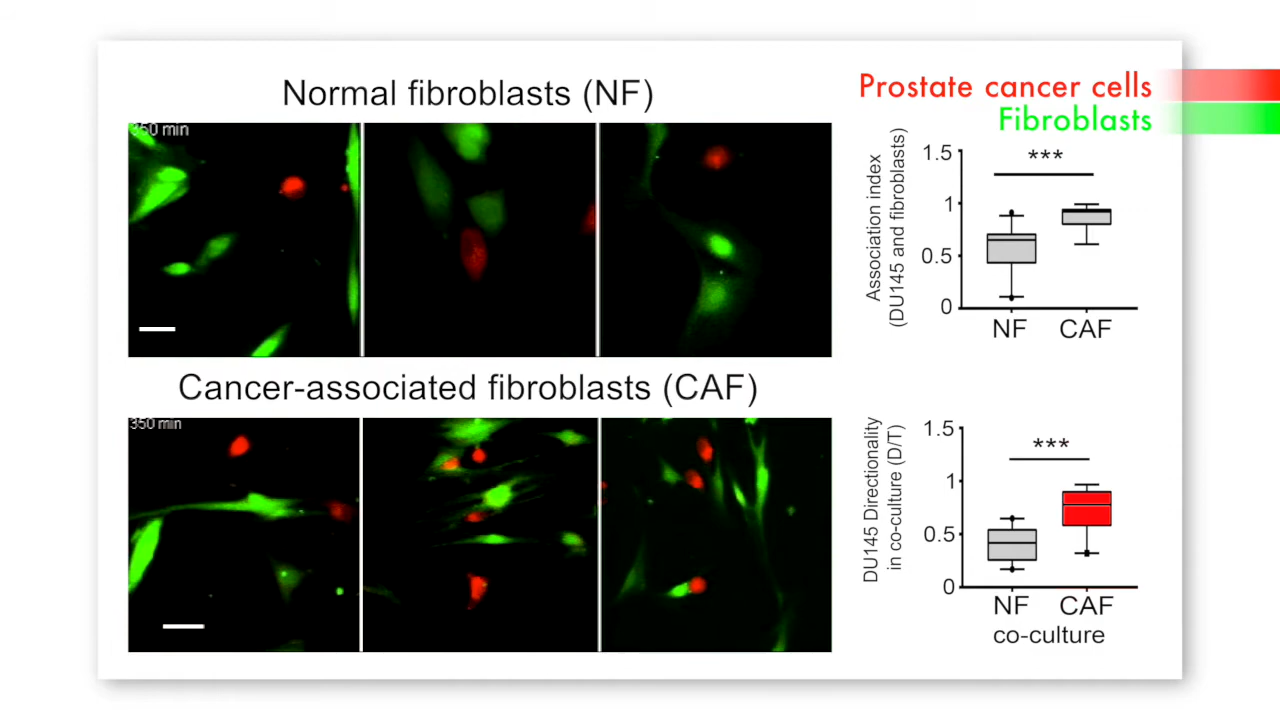 Normal fibroblasts (NF)
350 min
Cancer-associated fibroblasts (CAF)
350 min
Prostate cancer cells
Fibroblasts
Association index
(DU145 and fibroblasts)
1.5
***
1
0.5
0
NF CAF
DU145 Directionality
in co-culture (D/T)
1.5
***
1
0.5
0
NF CAF
co-culture